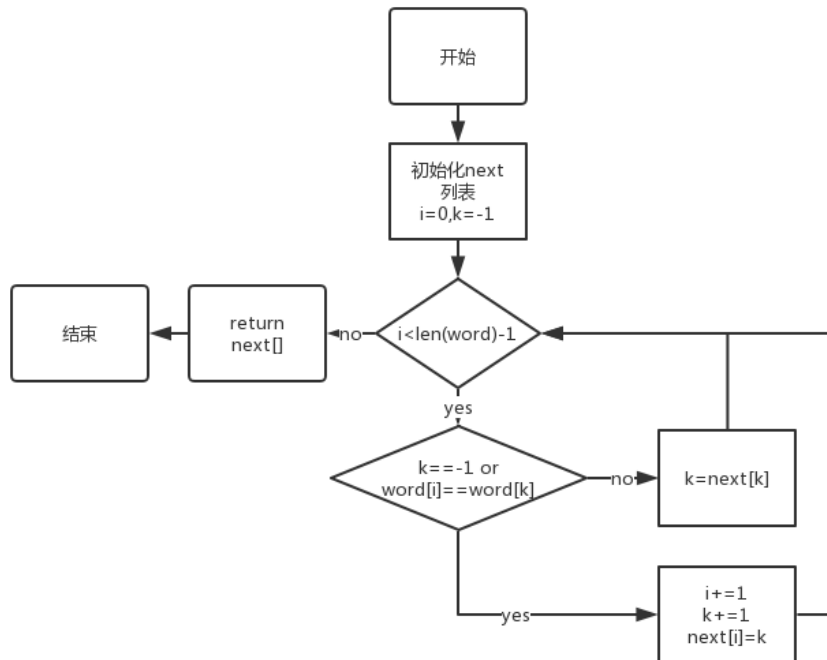 开始
初始化next
列表
i=0,k=-1
i<len(word)-1
no
return
next[]
结束
yes
k==-1 or
word[i]==word[k]
no
k=next[k]
yes
i+=1
k+=1
next[i]=k